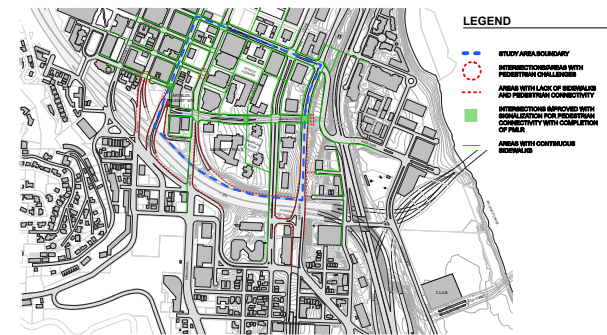 LEGEND
STUDY AREA BOUNDARY
INTERSECTIONS/AREAS WITH
PEDESTRIAN CHALLENGES
AREAS WITH LACK OF SIDEWALKS
AND PEDESTRIAN CONNECTIVITY
INTERSECTIONS IMPROVED WITH
SIGNALIZATION FOR PEDESTRIAN
CONNECTIVITY WITH COMPLETION
OF PMLR
AREAS WITH CONTINUOUS
SIDEWALKS